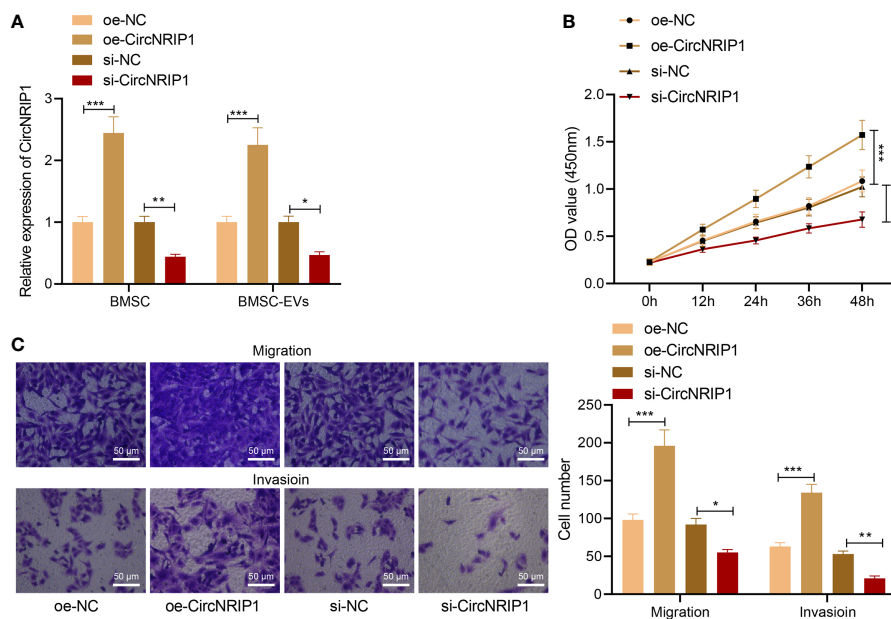 A
oe-NC
oe-CircNRIP1
si-NC
si-CircNRIP1
Relative expression of CircNRIP1
3
2
1
0
***
***
**
*
BMSC
BMSC-EVs
B
oe-NC
oe-CircNRIP1
si-NC
si-CircNRIP1
OD value (450nm)
2.0
1.5
1.0
0.5
0.0
***
0h
12h
24h
36h
48h
C
Migration
50 µm
50 µm
50 µm
50 µm
Invasioin
50 µm
50 µm
50 µm
50 µm
oe-NC
oe-CircNRIP1
si-NC
si-CircNRIP1
oe-NC
oe-CircNRIP1
si-NC
si-CircNRIP1
Cell number
250
200
150
100
50
0
***
***
*
**
Migration
Invasioin